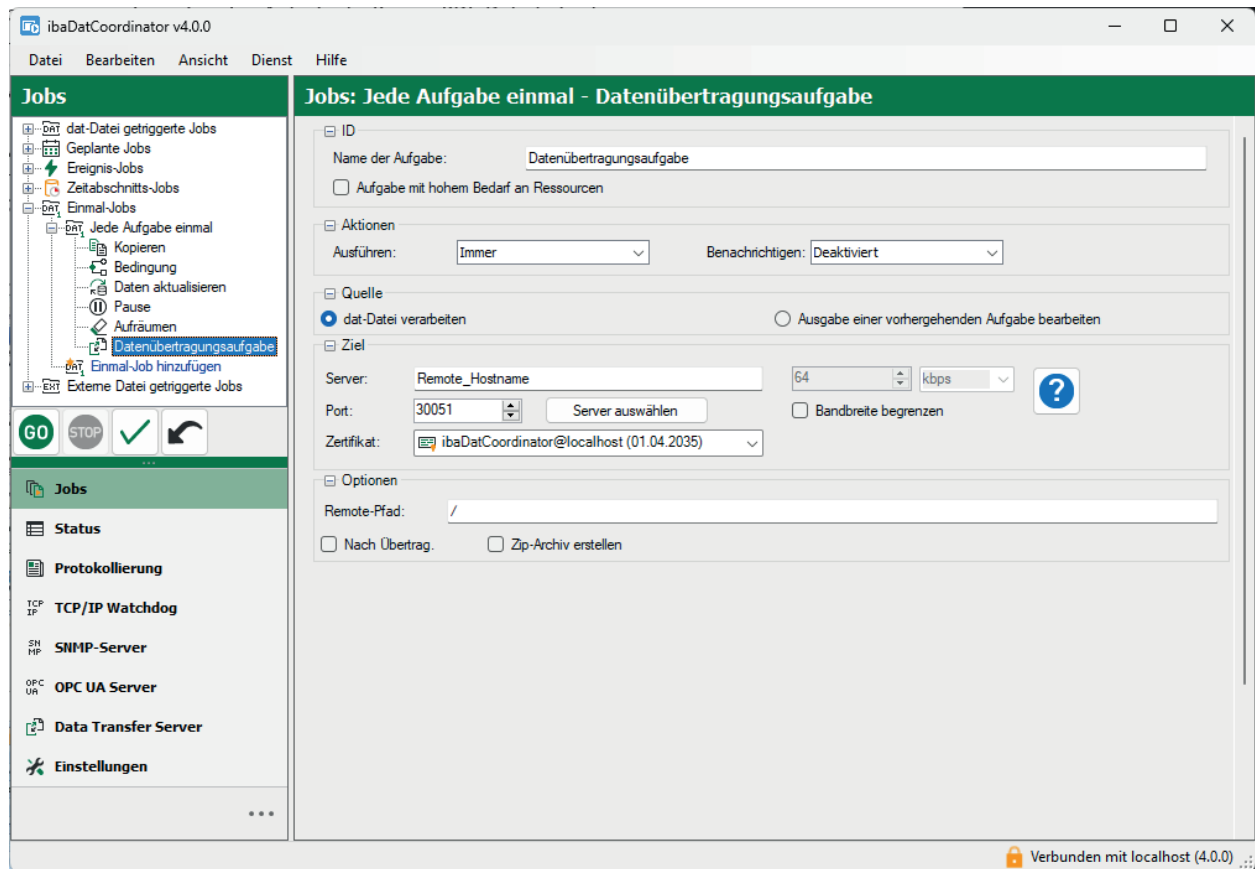 ibaDatCoordinator v4.0.0
Datei Bearbeiten Ansicht Dienst Hilfe
Jobs
dat-Datei getriggerte Jobs
Geplante Jobs
Ereignis-Jobs
Zeitabschnitts-Jobs
Einmal-Jobs
Jede Aufgabe einmal
Kopieren
Bedingung
Daten aktualisieren
Pause
Aufräumen
Datenübertragungsaufgabe
Einmal-Job hinzufügen
Externe Datei getriggerte Jobs
GO STOP
Jobs
Status
Protokollierung
TCP/IP Watchdog
SNMP-Server
OPC UA Server
Data Transfer Server
Einstellungen
Jobs: Jede Aufgabe einmal - Datenübertragungsaufgabe
ID
Name der Aufgabe: Datenübertragungsaufgabe
Aufgabe mit hohem Bedarf an Ressourcen
Aktionen
Ausführen: Immer Benachrichtigen: Deaktiviert
Quelle
dat-Datei verarbeiten Ausgabe einer vorhergehenden Aufgabe bearbeiten
Ziel
Server: Remote_Hostname 64 kbps
Port: 30051 Server auswählen Bandbreite begrenzen
Zertifikat: ibaDatCoordinator@localhost (01.04.2035)
Optionen
Remote-Pfad: /
Nach Übertrag. Zip-Archiv erstellen
Verbunden mit localhost (4.0.0)